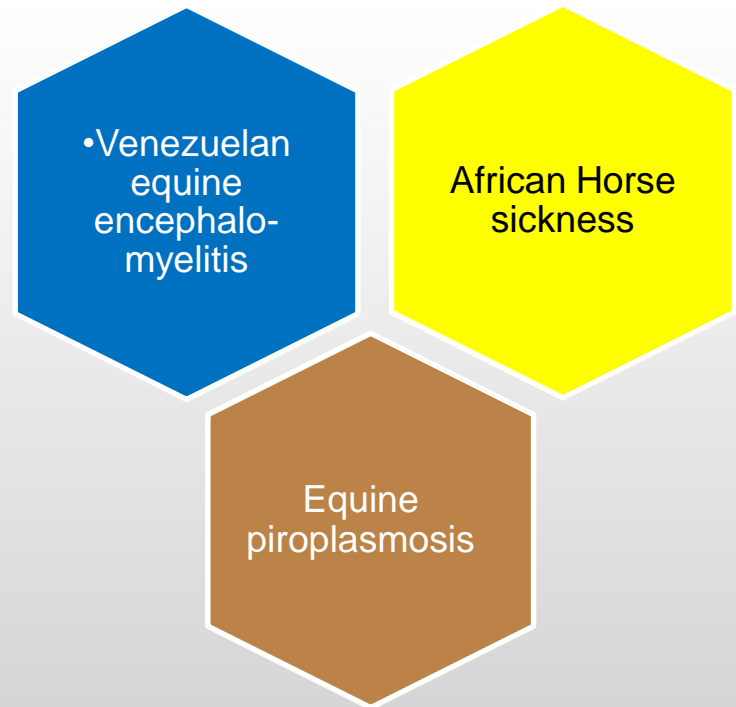 •Venezuelan
equine
encephalo-
myelitis
African Horse
sickness
Equine
piroplasmosis